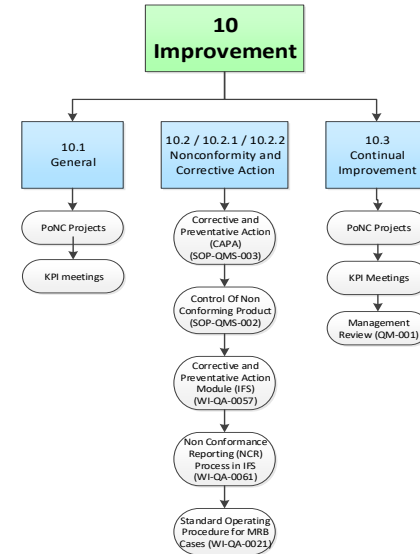 10
Improvement
10.1
General
10.2 / 10.2.1 / 10.2.2
Nonconformity and
Corrective Action
10.3
Continual
Improvement
PoNC Projects
KPI meetings
Corrective and
Preventative Action
(CAPA)
(SOP-QMS-003)
Control Of Non
Conforming Product
(SOP-QMS-002)
Corrective and
Preventative Action
Module (IFS)
(WI-QA-0057)
Non Conformance
Reporting (NCR)
Process in IFS
(WI-QA-0061)
Standard Operating
Procedure for MRB
Cases (WI-QA-0021)
PoNC Projects
KPI Meetings
Management
Review (QM-001)